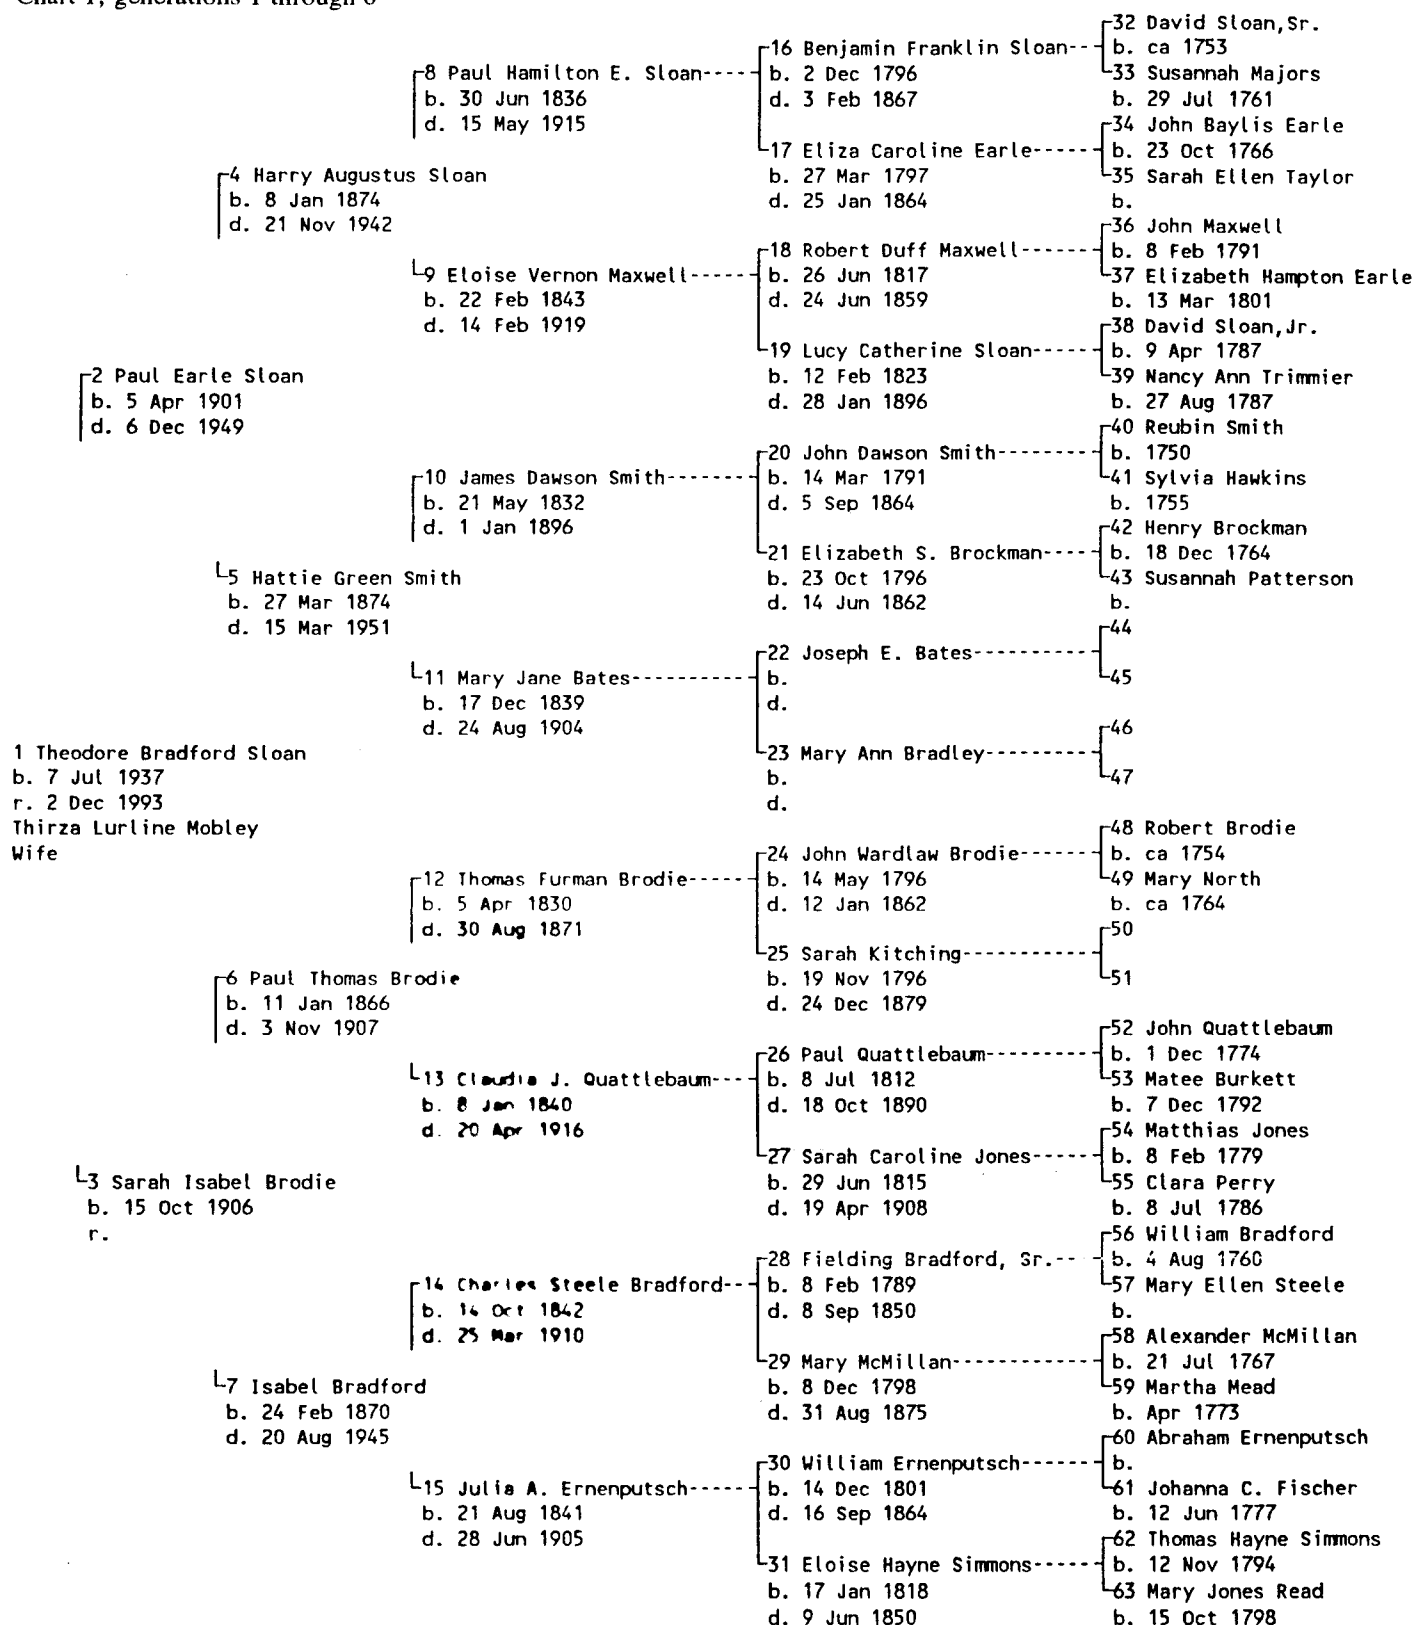 Chart 1, generations 1 through 6
┌32 David Sloan,Sr.
┌16 Benjamin Franklin Sloan--┤ b. ca 1753
┌8 Paul Hamilton E. Sloan-----┤ b. 2 Dec 1796 └33 Susannah Majors
b. 30 Jun 1836 d. 3 Feb 1867 b. 29 Jul 1761
d. 15 May 1915 ┌34 John Baylis Earle
└17 Eliza Caroline Earle------┤ b. 23 Oct 1766
┌4 Harry Augustus Sloan b. 27 Mar 1797 └35 Sarah Ellen Taylor
b. 8 Jan 1874 d. 25 Jan 1864 b.
d. 21 Nov 1942 ┌36 John Maxwell
┌18 Robert Duff Maxwell-------┤ b. 8 Feb 1791
└9 Eloise Vernon Maxwell------┤ b. 26 Jun 1817 └37 Elizabeth Hampton Earle
b. 22 Feb 1843 d. 24 Jun 1859 b. 13 Mar 1801
d. 14 Feb 1919 ┌38 David Sloan,Jr.
└19 Lucy Catherine Sloan------┤ b. 9 Apr 1787
┌2 Paul Earle Sloan b. 12 Feb 1823 └39 Nancy Ann Trimmier
b. 5 Apr 1901 d. 28 Jan 1896 b. 27 Aug 1787
d. 6 Dec 1949 ┌40 Reubin Smith
┌20 John Dawson Smith---------┤ b. 1750
┌10 James Dawson Smith--------┤ b. 14 Mar 1791 └41 Sylvia Hawkins
b. 21 May 1832 d. 5 Sep 1864 b. 1755
d. 1 Jan 1896 ┌42 Henry Brockman
└21 Elizabeth S. Brockman-----┤ b. 18 Dec 1764
└5 Hattie Green Smith b. 23 Oct 1796 └43 Susannah Patterson
b. 27 Mar 1874 d. 14 Jun 1862 b.
d. 15 Mar 1951 ┌44
┌22 Joseph E. Bates-----------┤
└11 Mary Jane Bates-----------┤ b. └45
b. 17 Dec 1839 d.
d. 24 Aug 1904 ┌46
1 Theodore Bradford Sloan └23 Mary Ann Bradley----------┤
b. 7 Jul 1937 b. └47
r. 2 Dec 1993 d.
Thirza Lurline Mobley ┌48 Robert Brodie
Wife ┌24 John Wardlaw Brodie-------┤ b. ca 1754
┌12 Thomas Furman Brodie------┤ b. 14 May 1796 └49 Mary North
b. 5 Apr 1830 d. 12 Jan 1862 b. ca 1764
d. 30 Aug 1871 ┌50
└25 Sarah Kitching------------┤
┌6 Paul Thomas Brodie b. 19 Nov 1796 └51
b. 11 Jan 1866 d. 24 Dec 1879
d. 3 Nov 1907 ┌52 John Quattlebaum
┌26 Paul Quattlebaum----------┤ b. 1 Dec 1774
└13 Claudia J. Quattlebaum----┤ b. 8 Jul 1812 └53 Matee Burkett
b. 8 Jan 1840 d. 18 Oct 1890 b. 7 Dec 1792
d. 20 Apr 1916 ┌54 Matthias Jones
└27 Sarah Caroline Jones------┤ b. 8 Feb 1779
└3 Sarah Isabel Brodie b. 29 Jun 1815 └55 Clara Perry
b. 15 Oct 1906 d. 19 Apr 1908 b. 8 Jul 1786
r. ┌56 William Bradford
┌28 Fielding Bradford, Sr.----┤ b. 4 Aug 1760
┌14 Charles Steele Bradford---┤ b. 8 Feb 1789 └57 Mary Ellen Steele
b. 14 Oct 1842 d. 8 Sep 1850 b.
d. 25 Mar 1910 ┌58 Alexander McMillan
└29 Mary McMillan-------------┤ b. 21 Jul 1767
└7 Isabel Bradford b. 8 Dec 1798 └59 Martha Mead
b. 24 Feb 1870 d. 31 Aug 1875 b. Apr 1773
d. 20 Aug 1945 ┌60 Abraham Ernenputsch
┌30 William Ernenputsch-------┤ b.
└15 Julia A. Ernenputsch------┤ b. 14 Dec 1801 └61 Johanna C. Fischer
b. 21 Aug 1841 d. 16 Sep 1864 b. 12 Jun 1777
d. 28 Jun 1905 ┌62 Thomas Hayne Simmons
└31 Eloise Hayne Simmons------┤ b. 12 Nov 1794
b. 17 Jan 1818 └63 Mary Jones Read
d. 9 Jun 1850 b. 15 Oct 1798